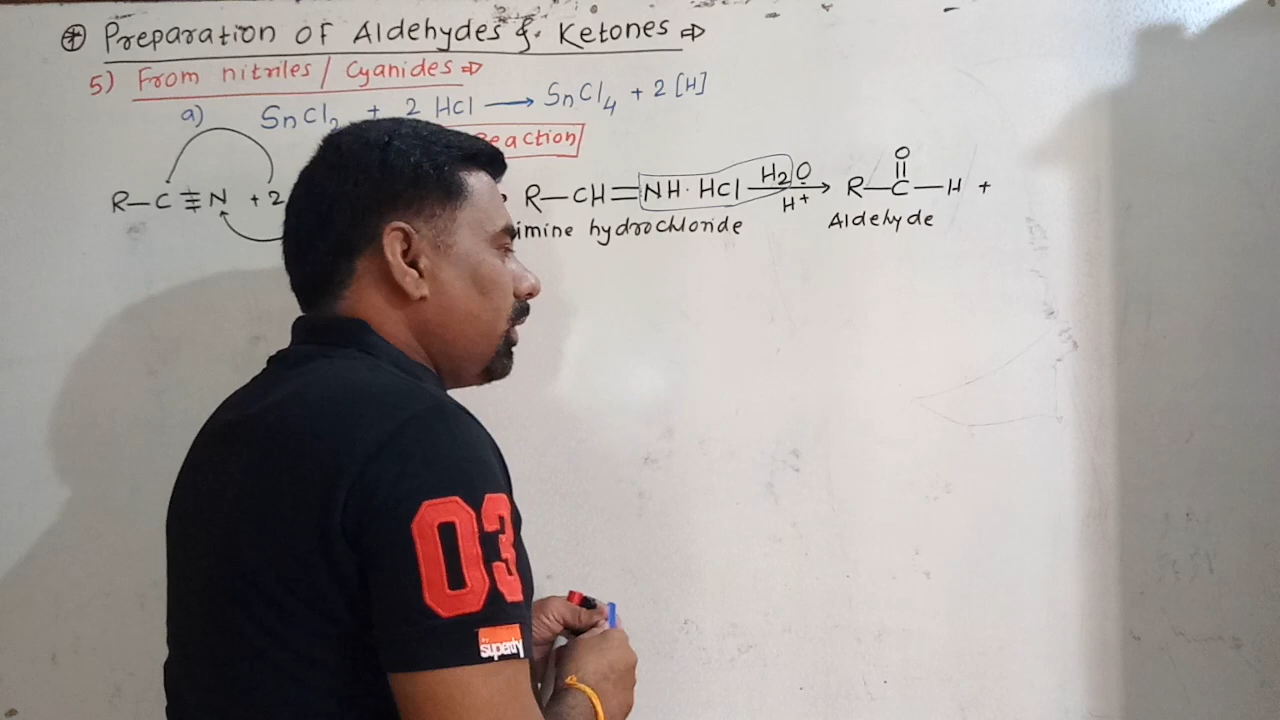 ⊕ Preparation of Aldehydes & Ketones ⇒
5) From nitriles / Cyanides ⇒
a) SnCl2 + 2 HCl ⟶ SnCl4 + 2 [H]
Reaction
R–C≡N + 2 R–CH=NH·HCl H2O H+ ⟶ R–C–H +
O
imine hydrochloride Aldehyde
03
superdry